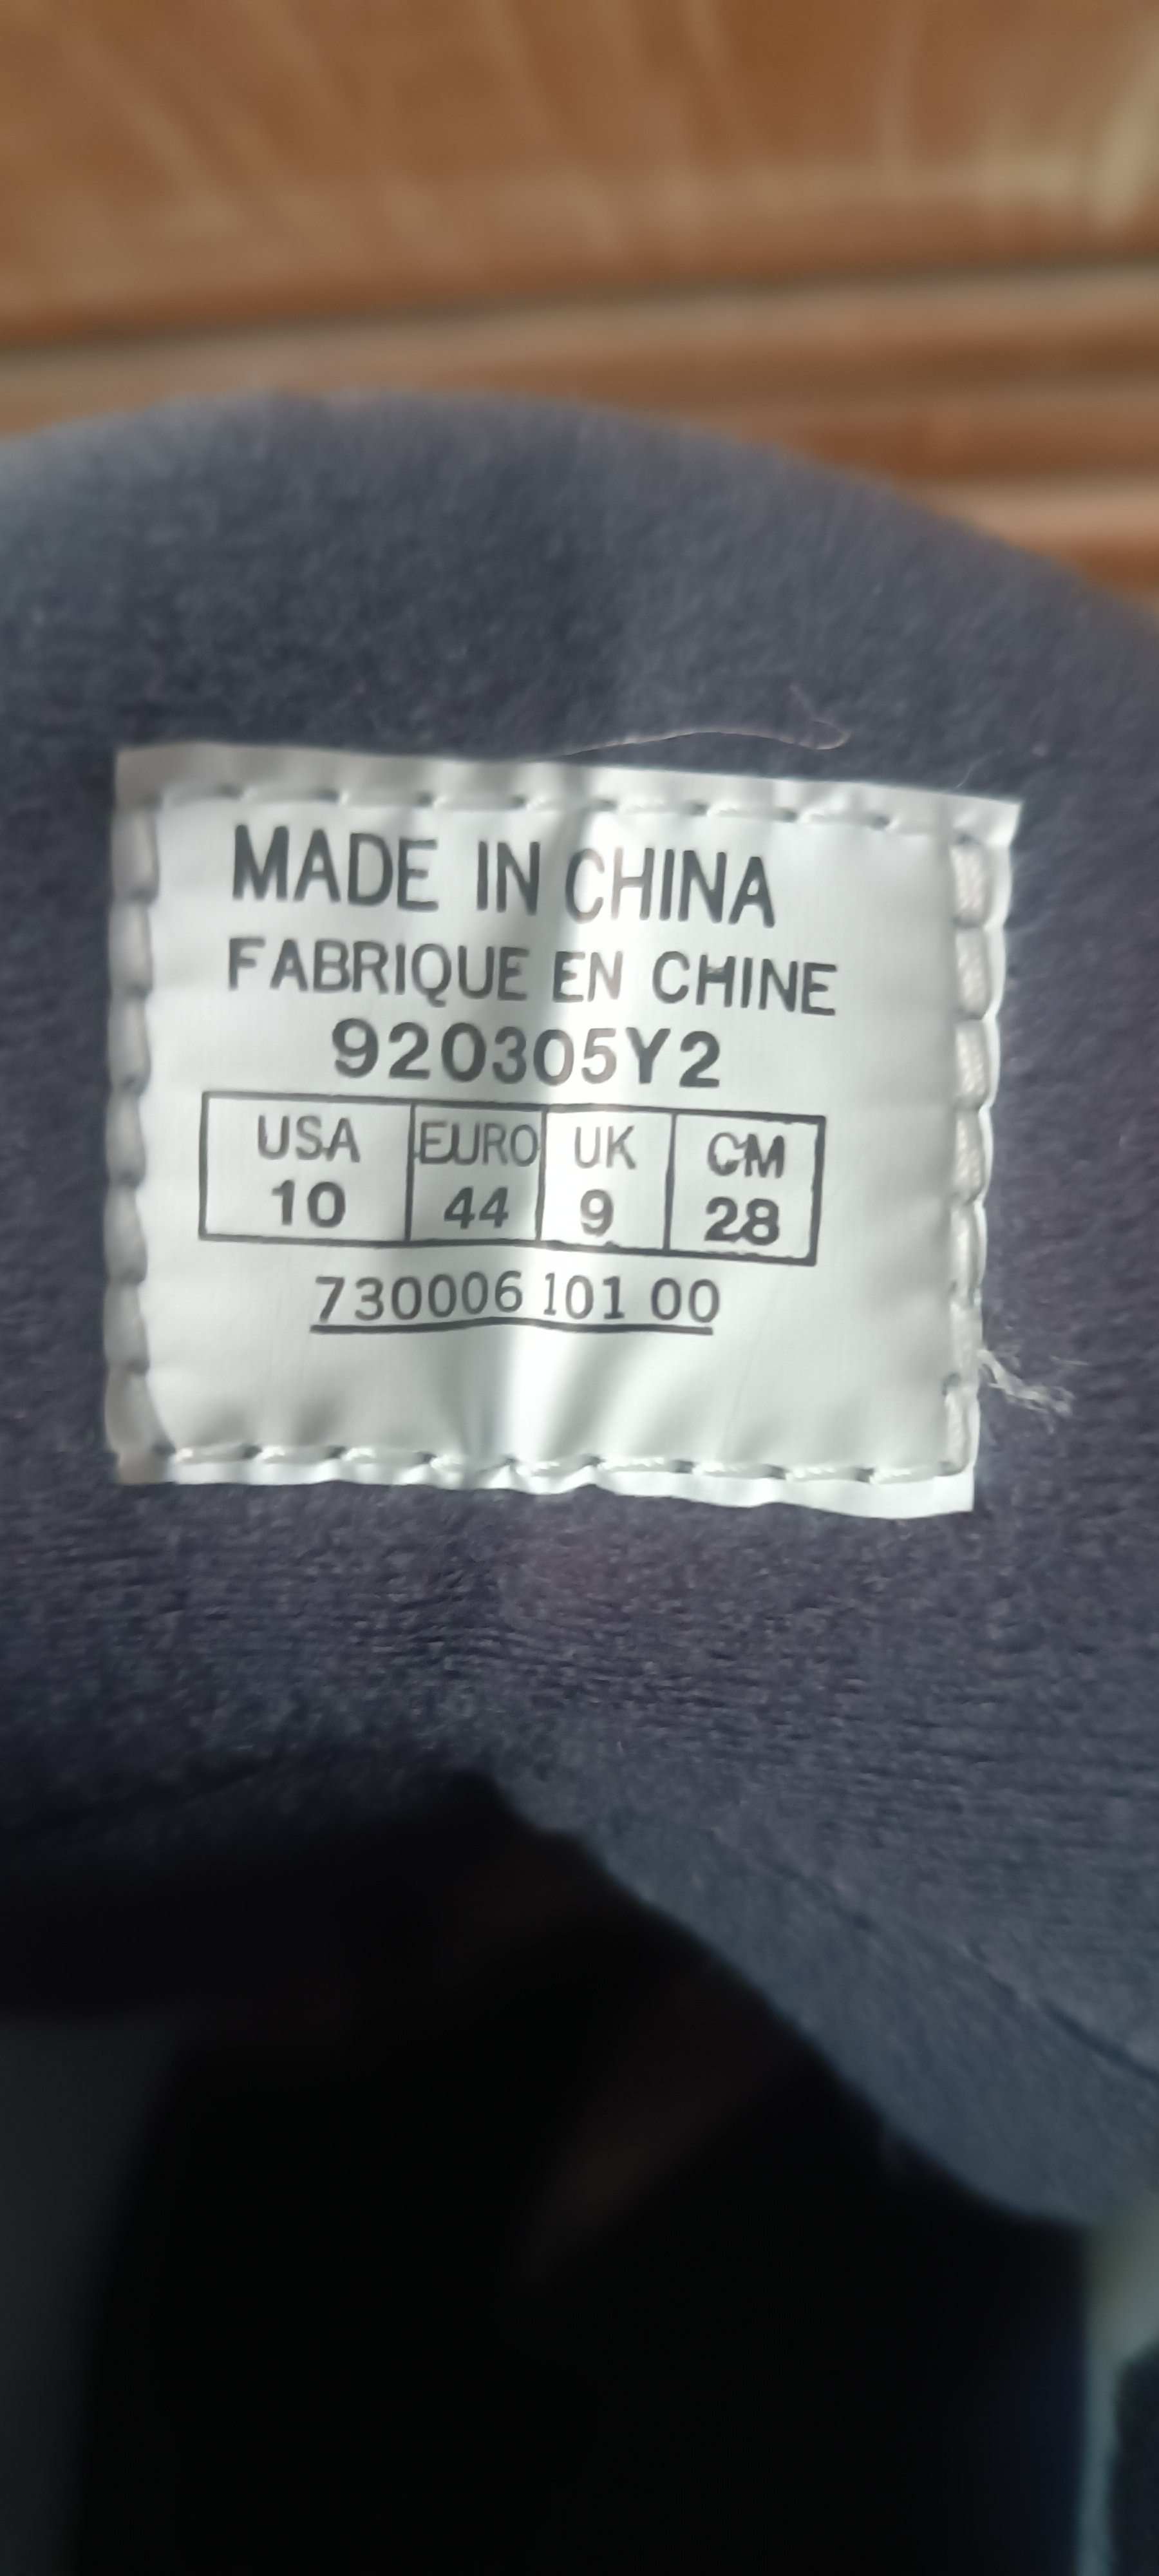 MADE IN CHINA
FABRIQUE EN CHINE
920305Y2
USA EURO UK CM
10 44 9 28
730006 101 00